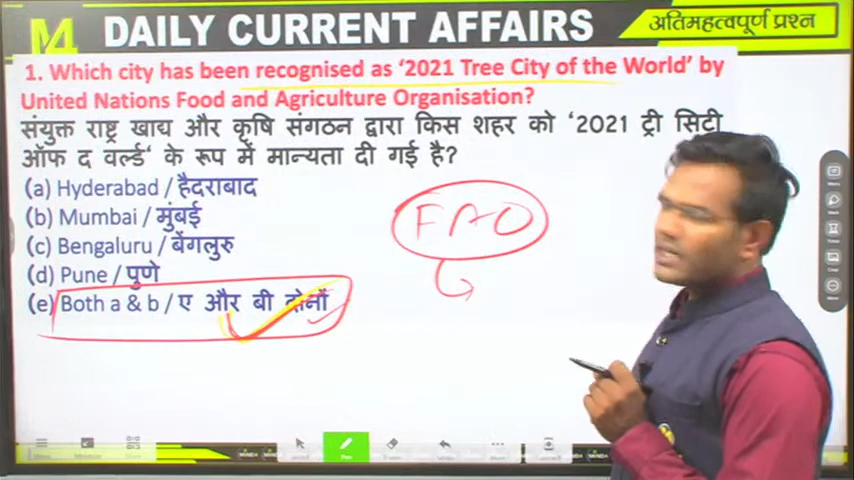 M4 DAILY CURRENT AFFAIRS
अतिमहत्वपूर्ण प्रश्न
1. Which city has been recognised as ‘2021 Tree City of the World’ by
United Nations Food and Agriculture Organisation?
संयुक्त राष्ट्र खाद्य और कृषि संगठन द्वारा किस शहर को ‘2021 ट्री सिटी
ऑफ द वर्ल्ड‘ के रूप में मान्यता दी गई है?
(a) Hyderabad / हैदराबाद
(b) Mumbai / मुंबई
(c) Bengaluru / बेंगलुरु
(d) Pune / पुणे
(e) Both a & b / ए और बी दोनों
FAO
Pen